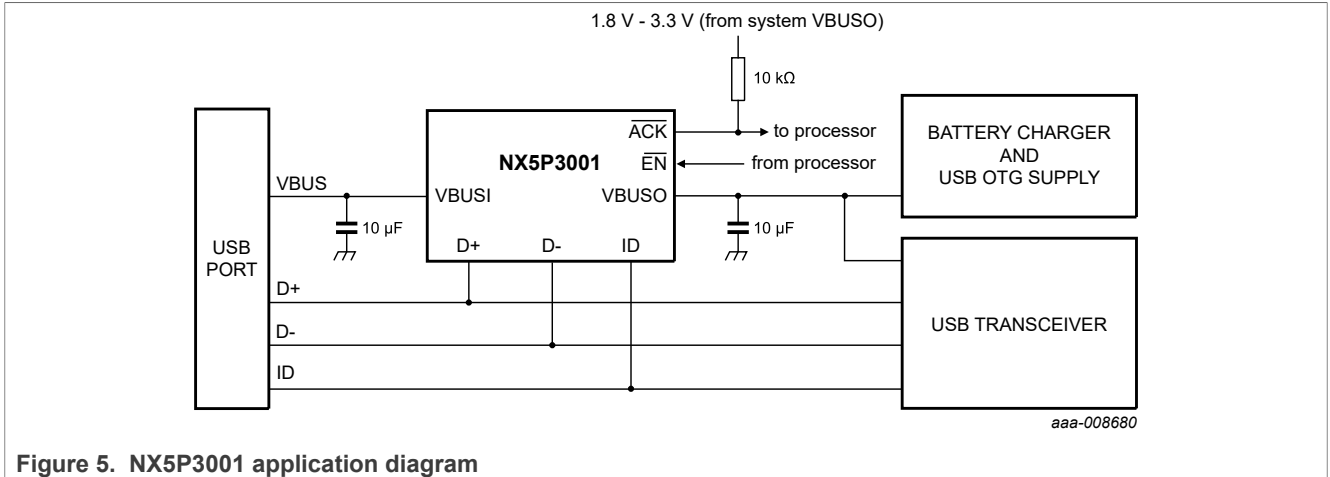 1.8 V - 3.3 V (from system VBUSO)
10 kΩ
ACK
to processor
NX5P3001
EN
from processor
BATTERY CHARGER
AND
USB OTG SUPPLY
VBUS
VBUSI
VBUSO
10 µF
10 µF
D+
D-
ID
USB
PORT
D+
USB TRANSCEIVER
D-
ID
aaa-008680
Figure 5. NX5P3001 application diagram